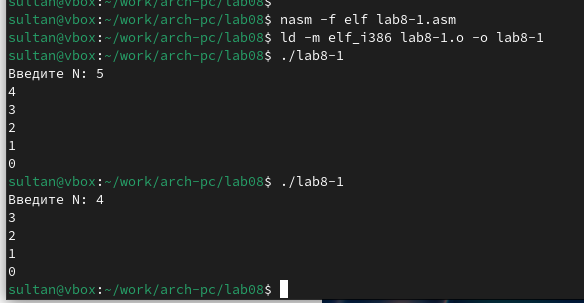 sultan@vbox:~/work/arch-pc/lab08$
sultan@vbox:~/work/arch-pc/lab08$ nasm -f elf lab8-1.asm
sultan@vbox:~/work/arch-pc/lab08$ ld -m elf_i386 lab8-1.o -o lab8-1
sultan@vbox:~/work/arch-pc/lab08$ ./lab8-1
Введите N: 5
4
3
2
1
0
sultan@vbox:~/work/arch-pc/lab08$ ./lab8-1
Введите N: 4
3
2
1
0
sultan@vbox:~/work/arch-pc/lab08$